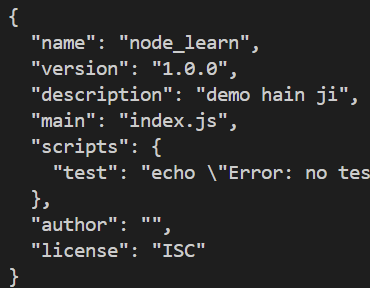 {
"name": "node_learn",
"version": "1.0.0",
"description": "demo hain ji",
"main": "index.js",
"scripts": {
"test": "echo \"Error: no tes
},
"author": "",
"license": "ISC"
}